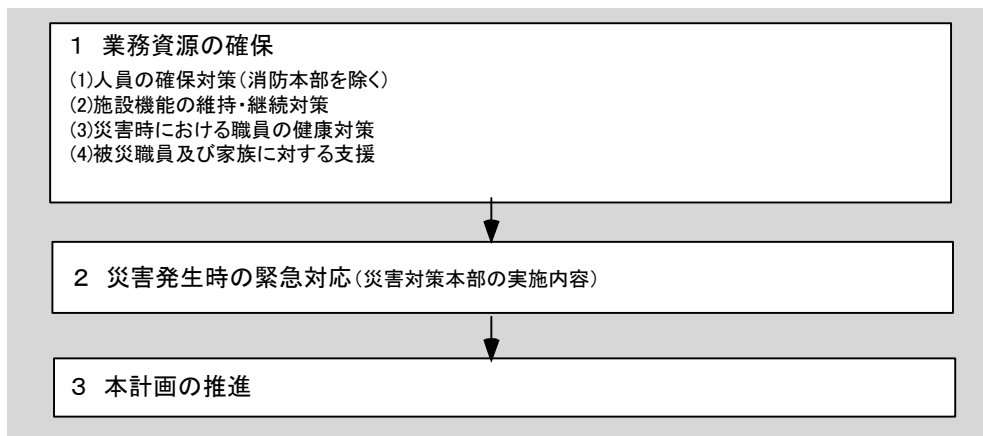 １ 業務資源の確保
(1)人員の確保対策(消防本部を除く)
(2)施設機能の維持・継続対策
(3)災害時における職員の健康対策
(4)被災職員及び家族に対する支援
２ 災害発生時の緊急対応(災害対策本部の実施内容)
３ 本計画の推進